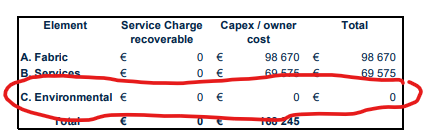 Element Service Charge recoverable Capex / owner cost Total
A. Fabric € 0 € 98 670 € 98 670
B. Services € 0 € 69 575 € 69 575
C. Environmental € 0 € 0 € 0
Total € 0 € 168 245